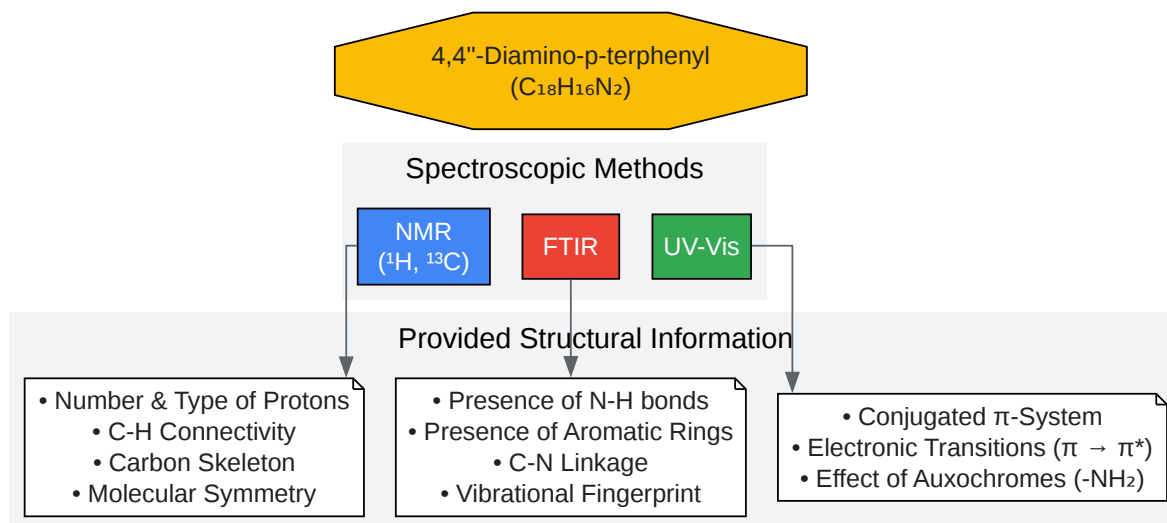 4,4"-Diamino-p-terphenyl
(C₁₈H₁₆N₂)
Spectroscopic Methods
NMR
(¹H, ¹³C)
FTIR
UV-Vis
Provided Structural Information
• Number & Type of Protons
• C-H Connectivity
• Carbon Skeleton
• Molecular Symmetry
• Presence of N-H bonds
• Presence of Aromatic Rings
• C-N Linkage
• Vibrational Fingerprint
• Conjugated π-System
• Electronic Transitions (π → π*)
• Effect of Auxochromes (-NH₂)